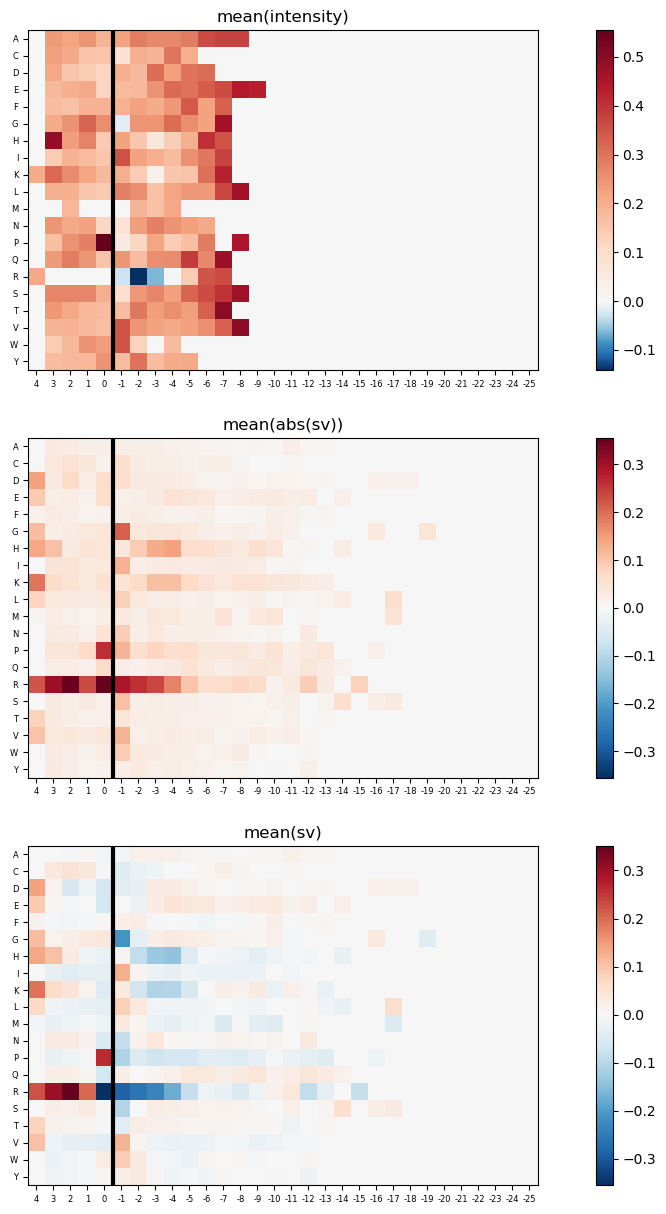 mean(intensity)
A
C
D
E
F
G
H
I
K
L
M
N
P
Q
R
S
T
V
W
Y
4 3 2 1 0 -1 -2 -3 -4 -5 -6 -7 -8 -9 -10 -11 -12 -13 -14 -15 -16 -17 -18 -19 -20 -21 -22 -23 -24 -25
0.5
0.4
0.3
0.2
0.1
0.0
−0.1
mean(abs(sv))
A
C
D
E
F
G
H
I
K
L
M
N
P
Q
R
S
T
V
W
Y
4 3 2 1 0 -1 -2 -3 -4 -5 -6 -7 -8 -9 -10 -11 -12 -13 -14 -15 -16 -17 -18 -19 -20 -21 -22 -23 -24 -25
0.3
0.2
0.1
0.0
−0.1
−0.2
−0.3
mean(sv)
A
C
D
E
F
G
H
I
K
L
M
N
P
Q
R
S
T
V
W
Y
4 3 2 1 0 -1 -2 -3 -4 -5 -6 -7 -8 -9 -10 -11 -12 -13 -14 -15 -16 -17 -18 -19 -20 -21 -22 -23 -24 -25
0.3
0.2
0.1
0.0
−0.1
−0.2
−0.3